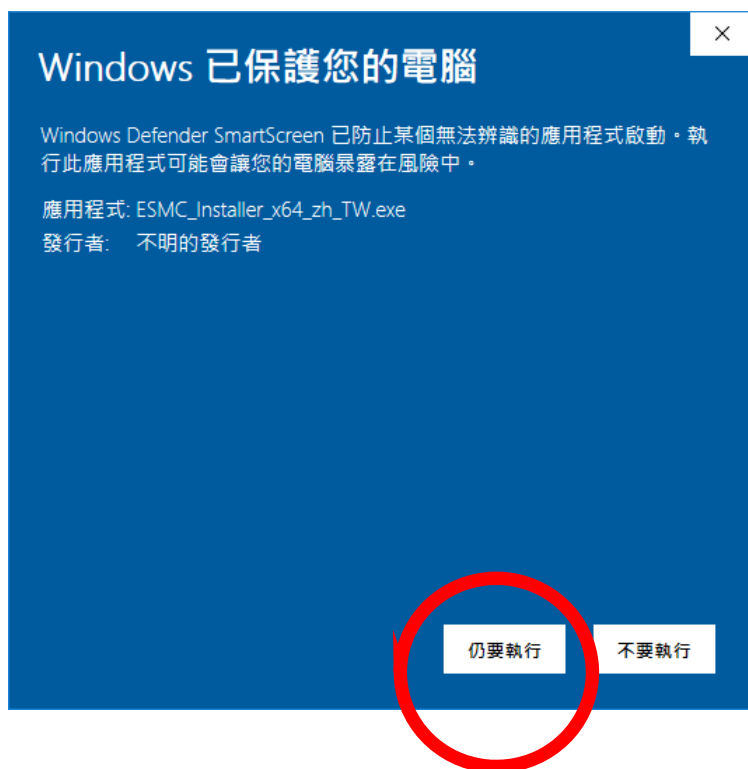 Windows 已保護您的電腦
Windows Defender SmartScreen 已防止某個無法辨識的應用程式啟動。執
行此應用程式可能會讓您的電腦暴露在風險中。
應用程式: ESMC_Installer_x64_zh_TW.exe
發行者: 不明的發行者
仍要執行 不要執行